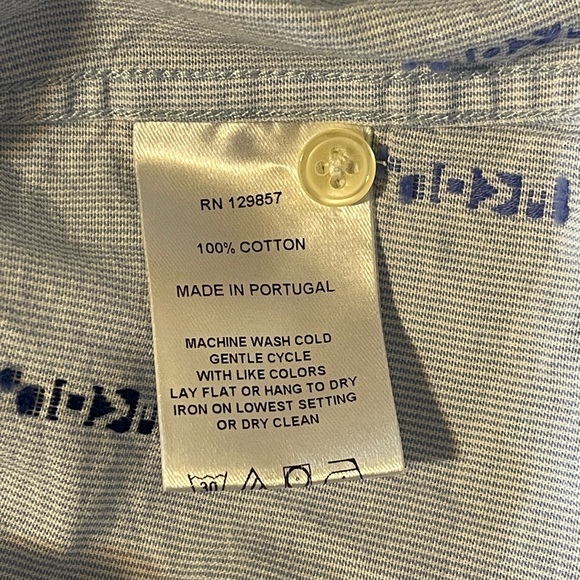 RN 129857
100% COTTON
MADE IN PORTUGAL
MACHINE WASH COLD
GENTLE CYCLE
WITH LIKE COLORS
LAY FLAT OR HANG TO DRY
IRON ON LOWEST SETTING
OR DRY CLEAN
30